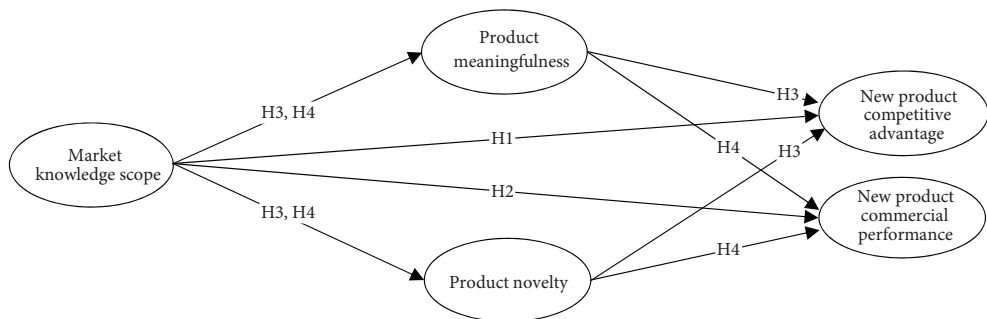 Product
meaningfulness
H3
New product
competitive
advantage
H3, H4
H1
Market
knowledge scope
H4
H3
H2
New product
commercial
performance
H3, H4
H4
Product novelty